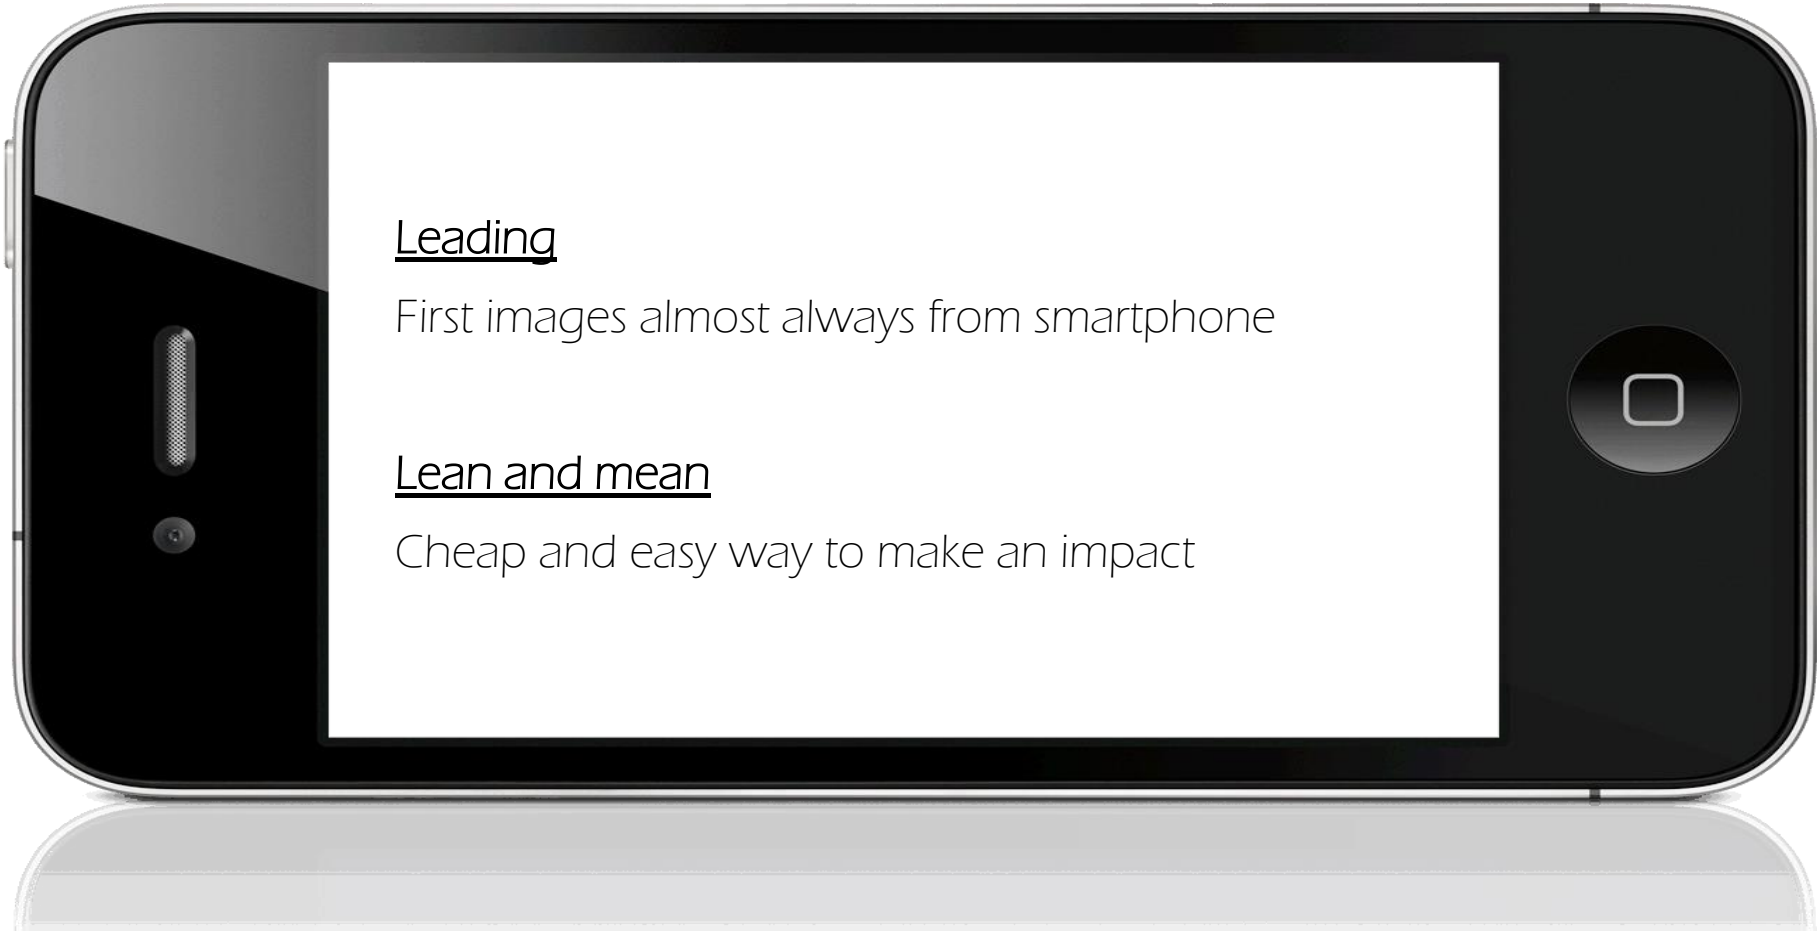 Leading
First images almost always from smartphone
Lean and mean
Cheap and easy way to make an impact